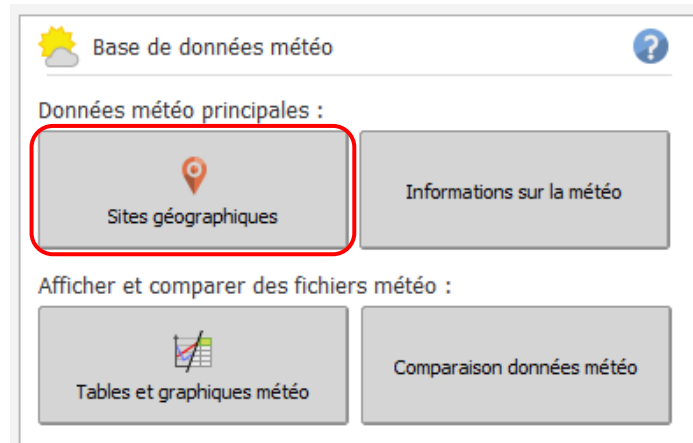 Base de données météo
?
Données météo principales :
Sites géographiques
Informations sur la météo
Afficher et comparer des fichiers météo :
Tables et graphiques météo
Comparaison données météo